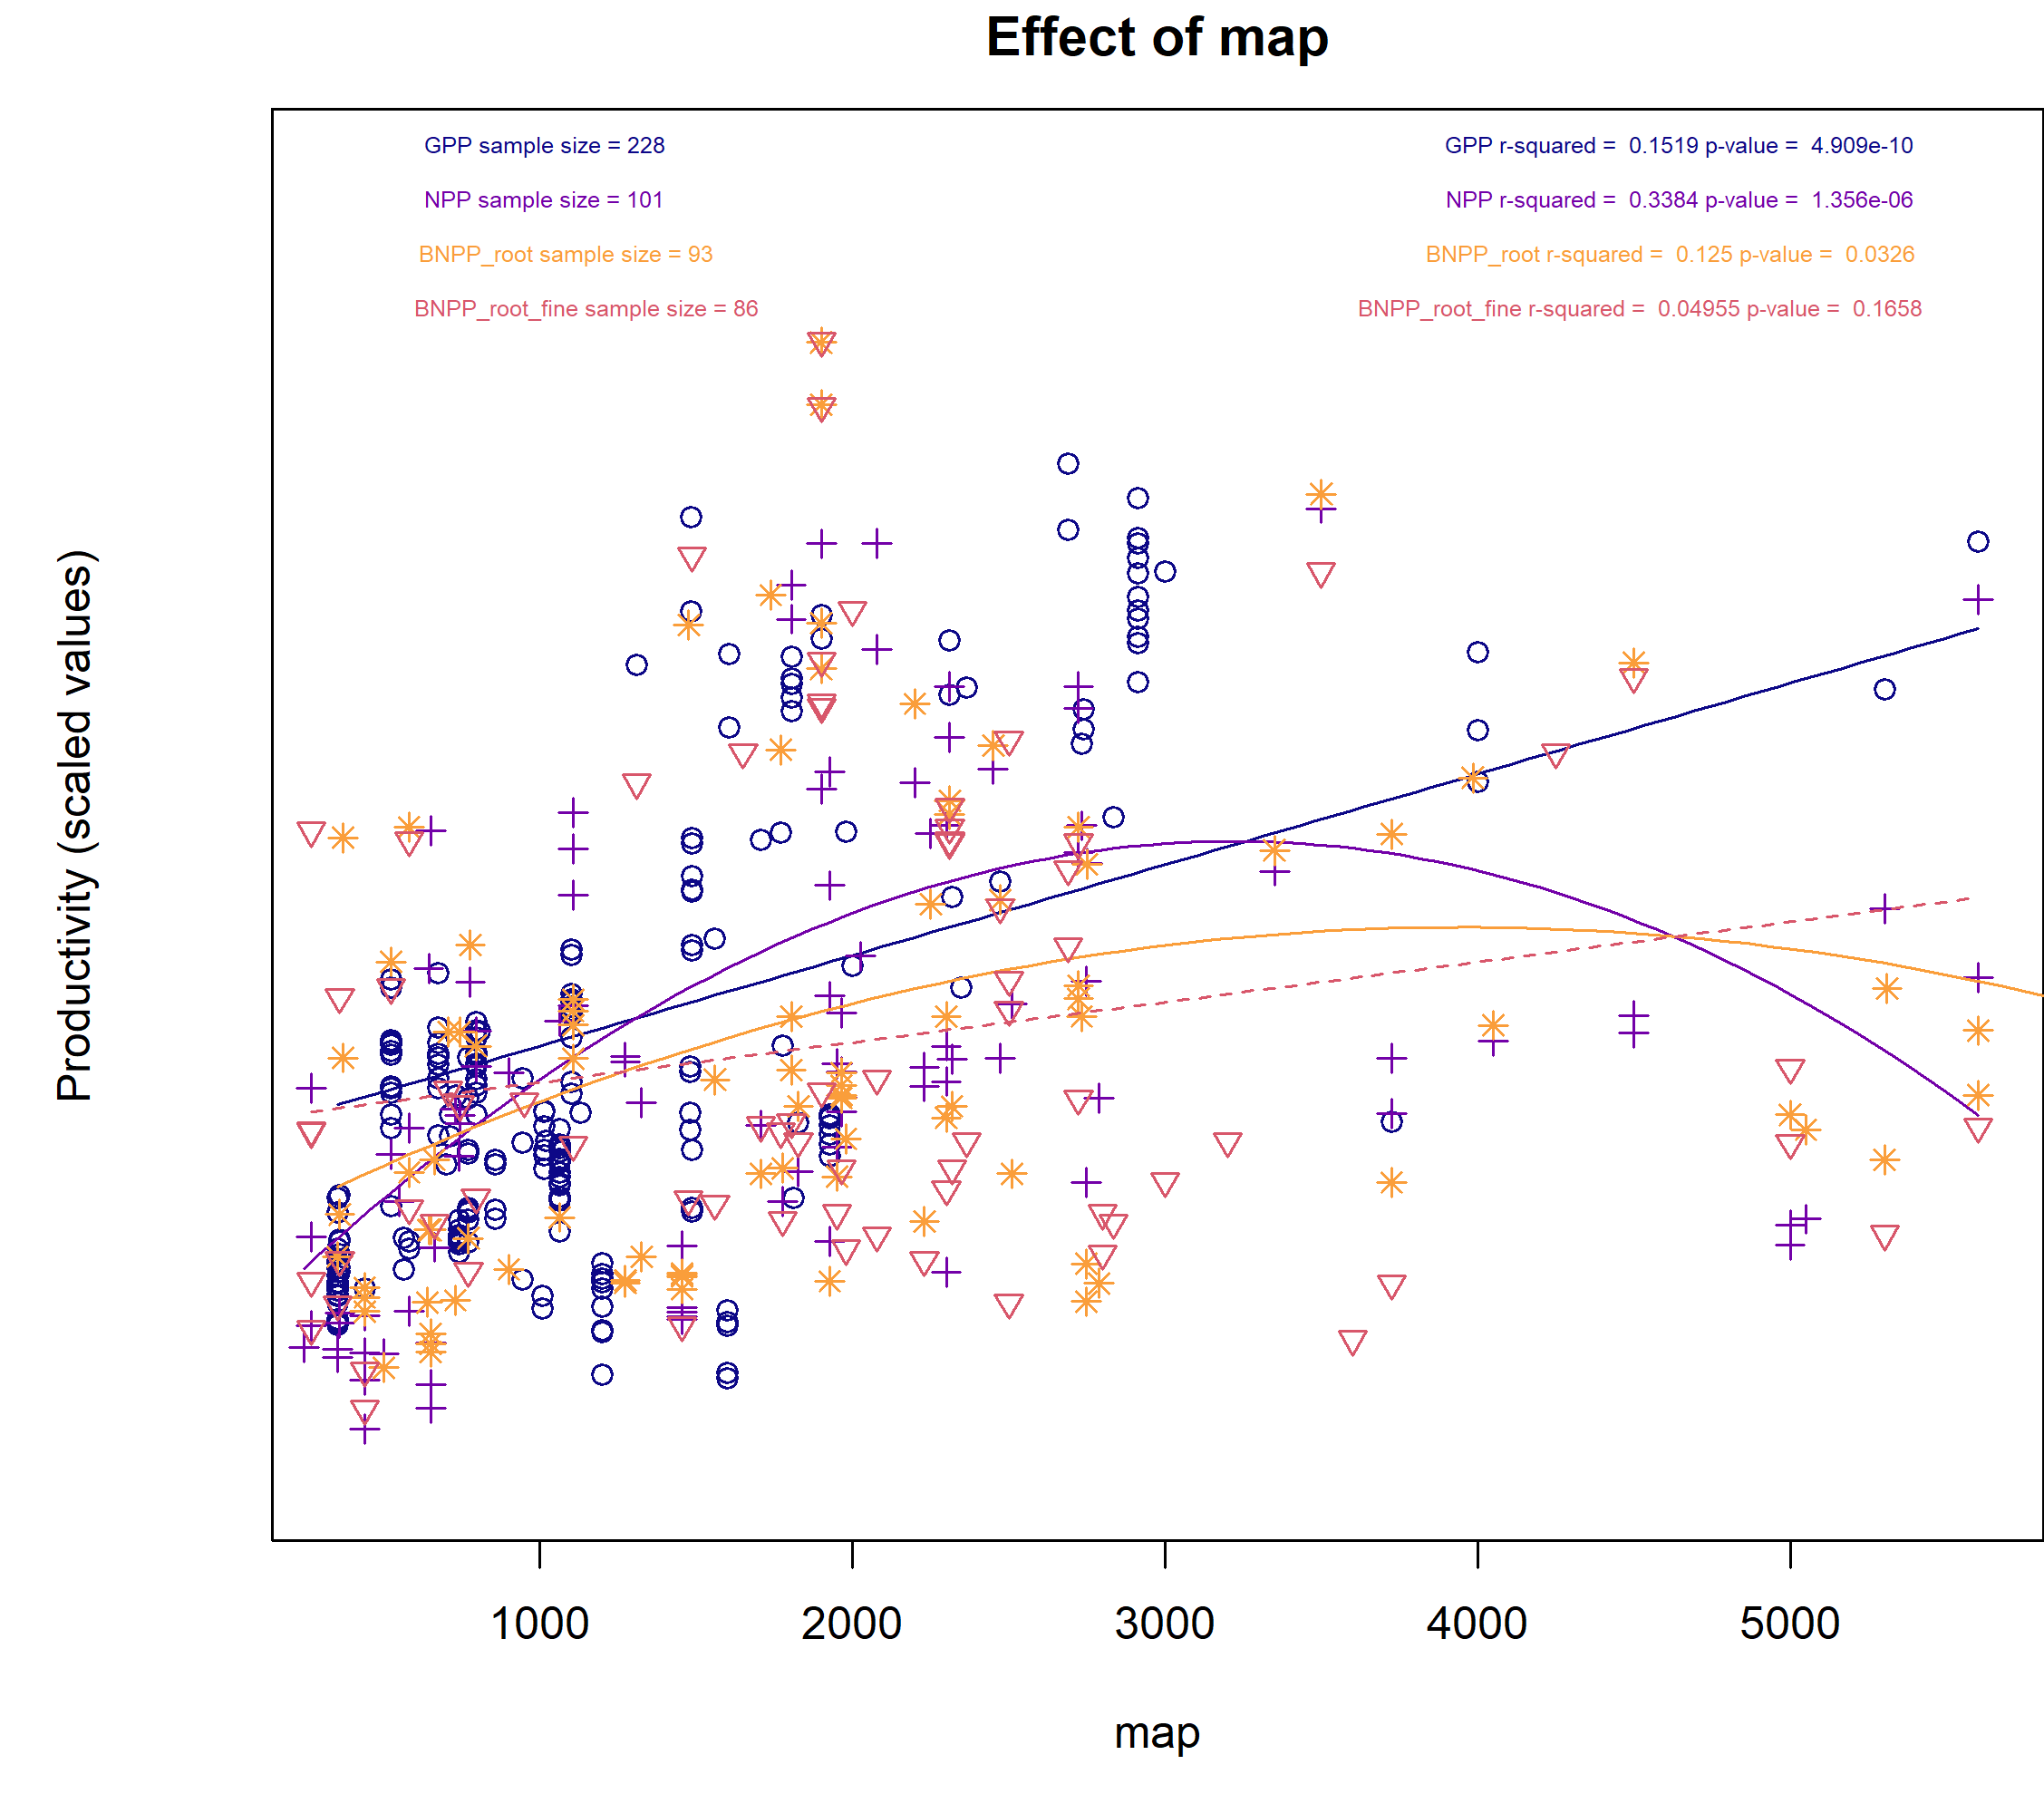 Effect of map
GPP sample size = 228
GPP r-squared =  0.1519 p-value =  4.909e-10
NPP sample size = 101
NPP r-squared =  0.3384 p-value =  1.356e-06
BNPP_root sample size = 93
BNPP_root r-squared =  0.125 p-value =  0.0326
BNPP_root_fine sample size = 86
BNPP_root_fine r-squared =  0.04955 p-value =  0.1658
Productivity (scaled values)
1000 2000 3000 4000 5000
map